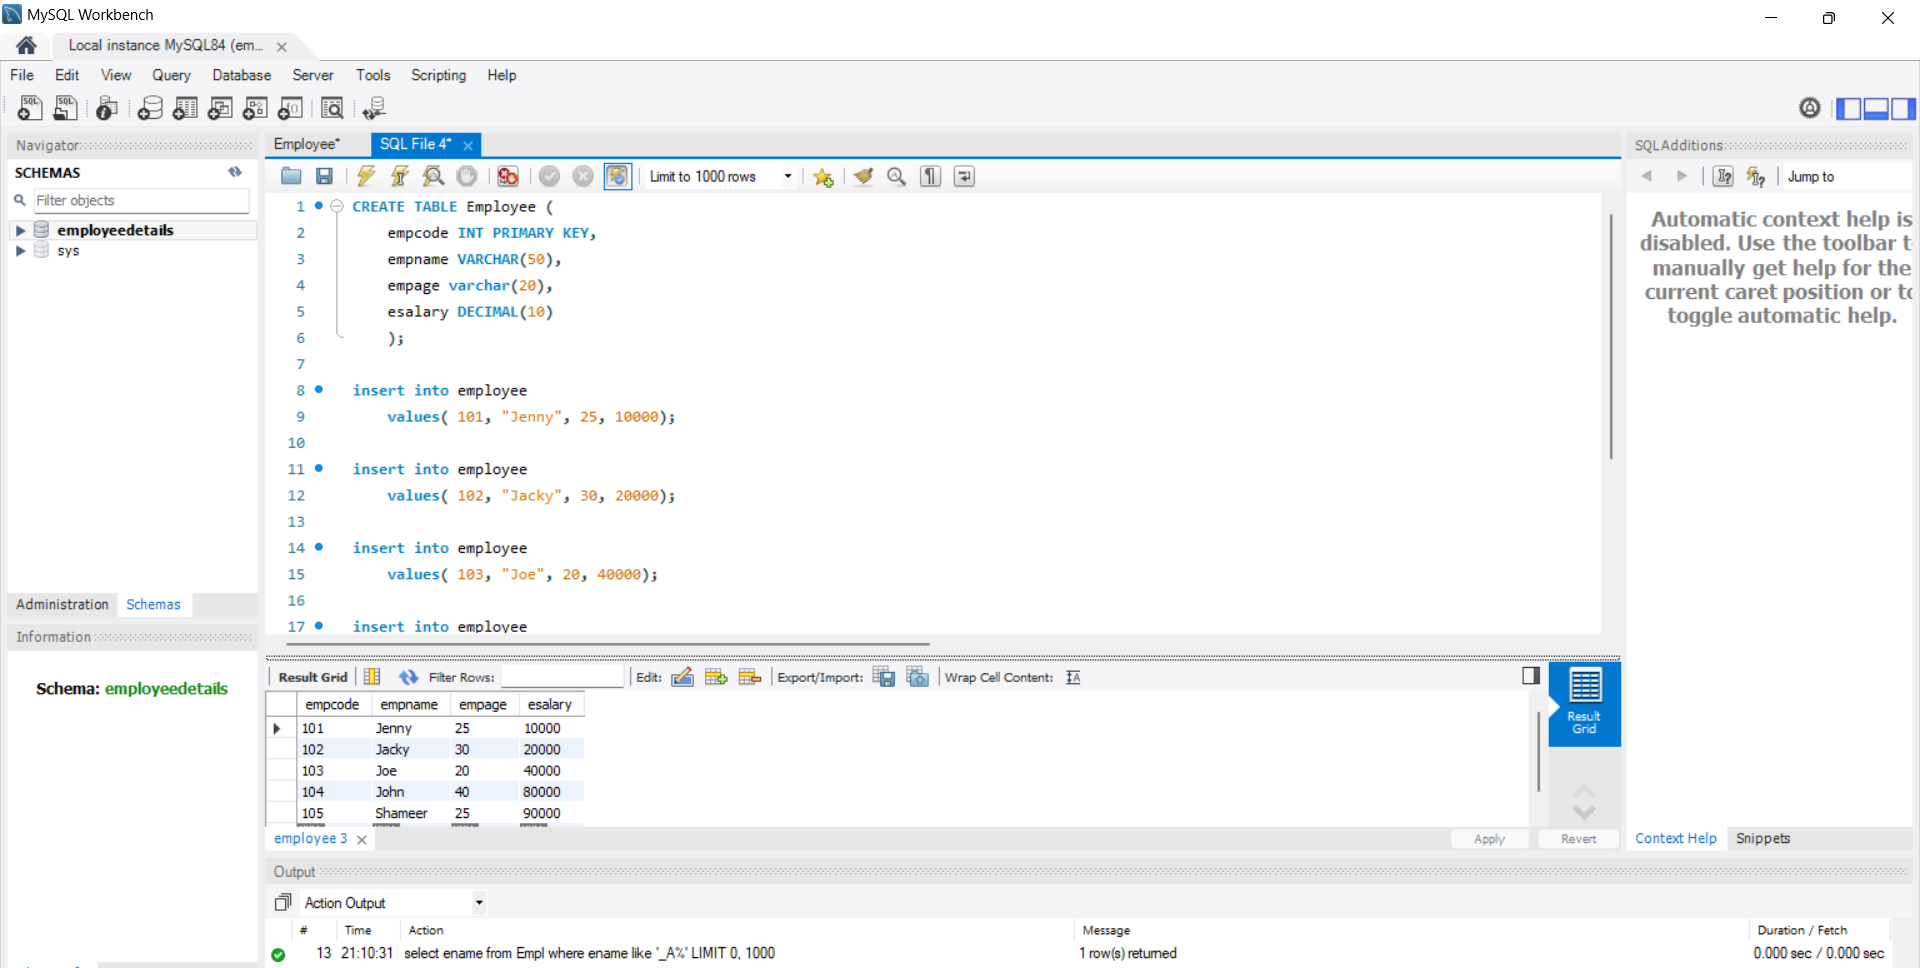 MySQL Workbench
Local instance MySQL84 (em...
File Edit View Query Database Server Tools Scripting Help
Navigator
SCHEMAS
Filter objects
employeedetails
sys
Administration Schemas
Information
Schema: employeedetails
Employee* SQL File 4*
Limit to 1000 rows
1 CREATE TABLE Employee (
2 empcode INT PRIMARY KEY,
3 empname VARCHAR(50),
4 empage varchar(20),
5 esalary DECIMAL(10)
6 );
7
8 insert into employee
9 values( 101, "Jenny", 25, 10000);
10
11 insert into employee
12 values( 102, "Jacky", 30, 20000);
13
14 insert into employee
15 values( 103, "Joe", 20, 40000);
16
17 insert into employee
Result Grid Filter Rows: Edit: Export/Import: Wrap Cell Content:
empcode empname empage esalary
101 Jenny 25 10000
102 Jacky 30 20000
103 Joe 20 40000
104 John 40 80000
105 Shameer 25 90000
Result
Grid
employee 3
Apply Revert
Output
Action Output
# Time Action Message Duration / Fetch
13 21:10:31 select ename from Empl where ename like '_A%' LIMIT 0, 1000 1 row(s) returned 0.000 sec / 0.000 sec
SQLAdditions
Jump to
Automatic context help is
disabled. Use the toolbar t
manually get help for the
current caret position or to
toggle automatic help.
Context Help Snippets